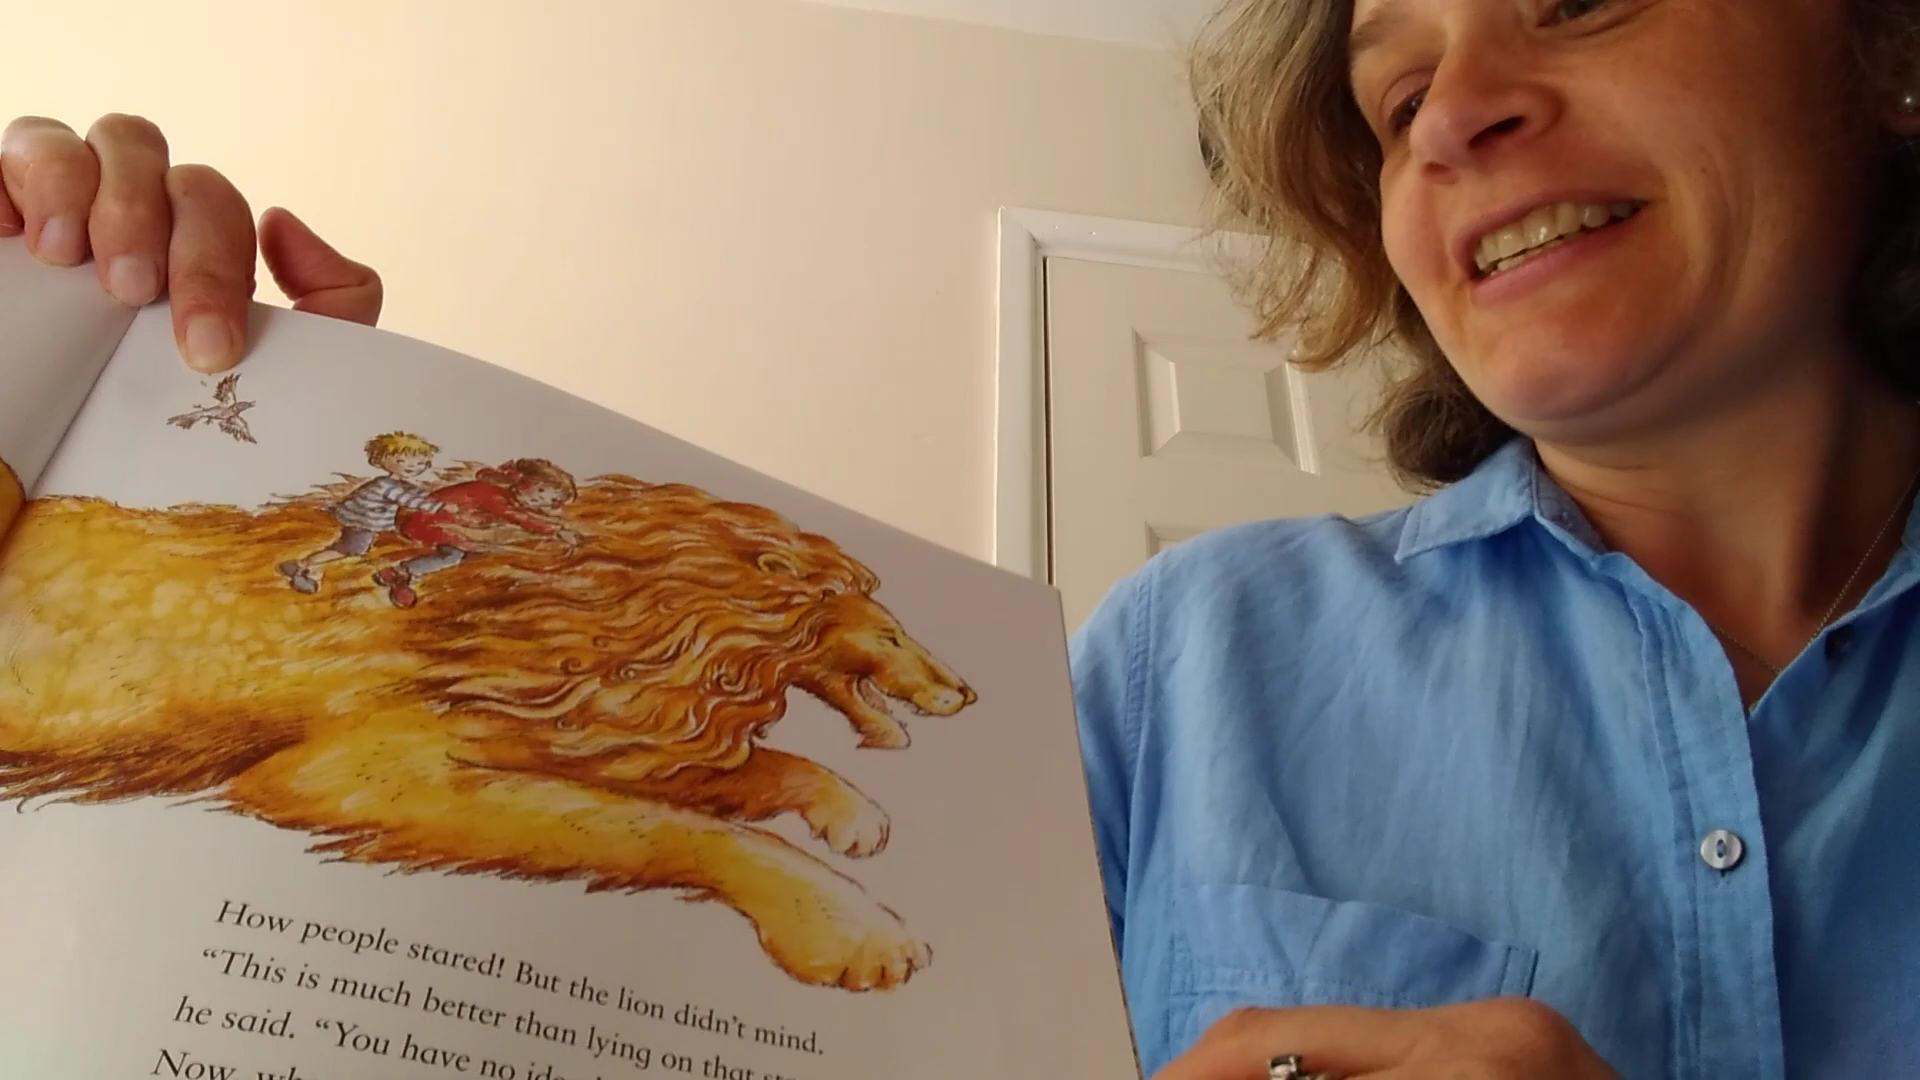 How people stared! But the lion didn't mind.
"This is much better than lying on that
he said. "You have no
Now,